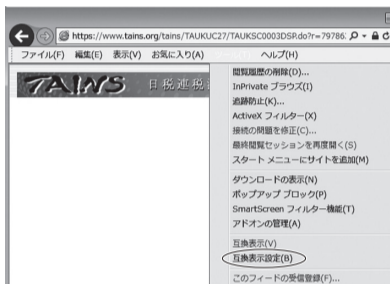 https://www.tains.org/tains/TAUKUC27/TAUKSC0003DSP.do?r=79786.
ファイル(F) 編集(E) 表示(V) お気に入り(A) ヘルプ(H)
TAINS 日税連税
閲覧履歴の削除(D)...
InPrivate ブラウズ(I)
追跡防止(K)...
ActiveX フィルター(X)
接続の問題を修正(C)...
最終閲覧セッションを再度開く(S)
スタート メニューにサイトを追加(M)
ダウンロードの表示(N)
ポップアップ ブロック(P)
SmartScreen フィルター機能(T)
アドオンの管理(A)
互換表示(V)
互換表示設定(B)
このフィードの受信登録(F)...